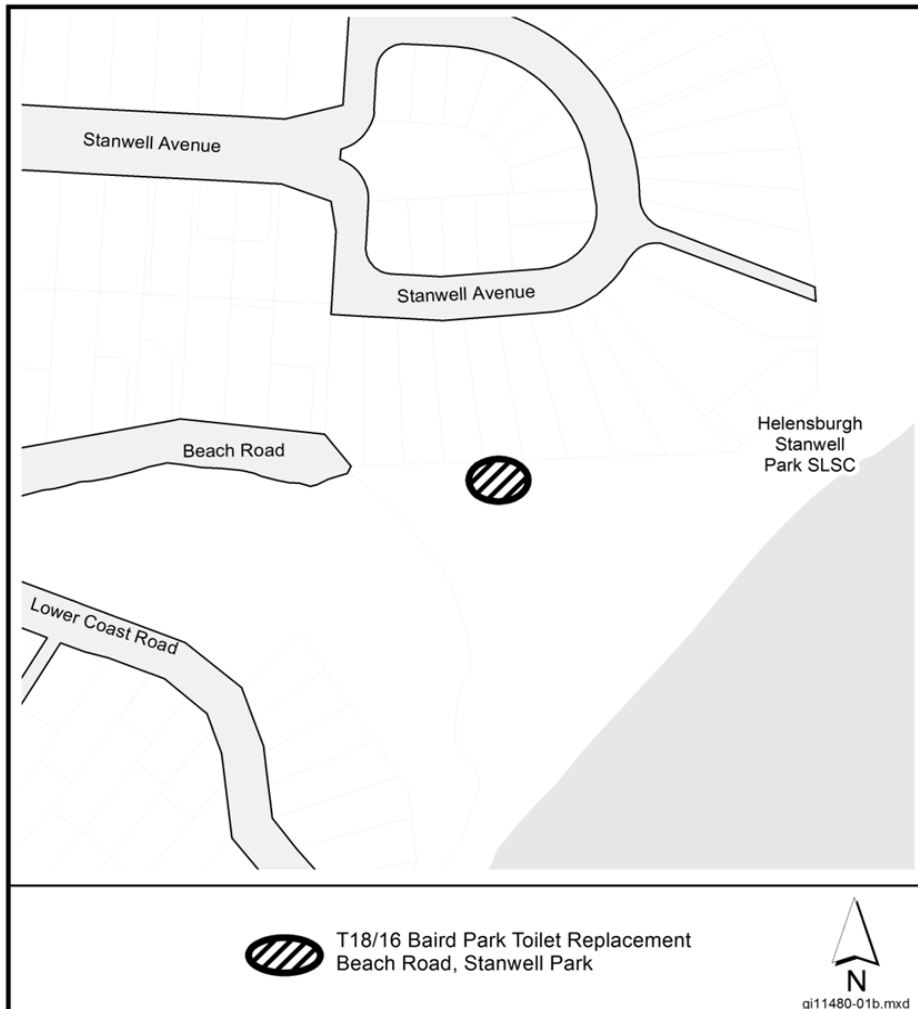 Stanwell Avenue
Stanwell Avenue
Beach Road
Helensburgh
Stanwell
Park SLSC
Lower Coast Road
T18/16 Baird Park Toilet Replacement
Beach Road, Stanwell Park
N
gi11480-01b.mxd